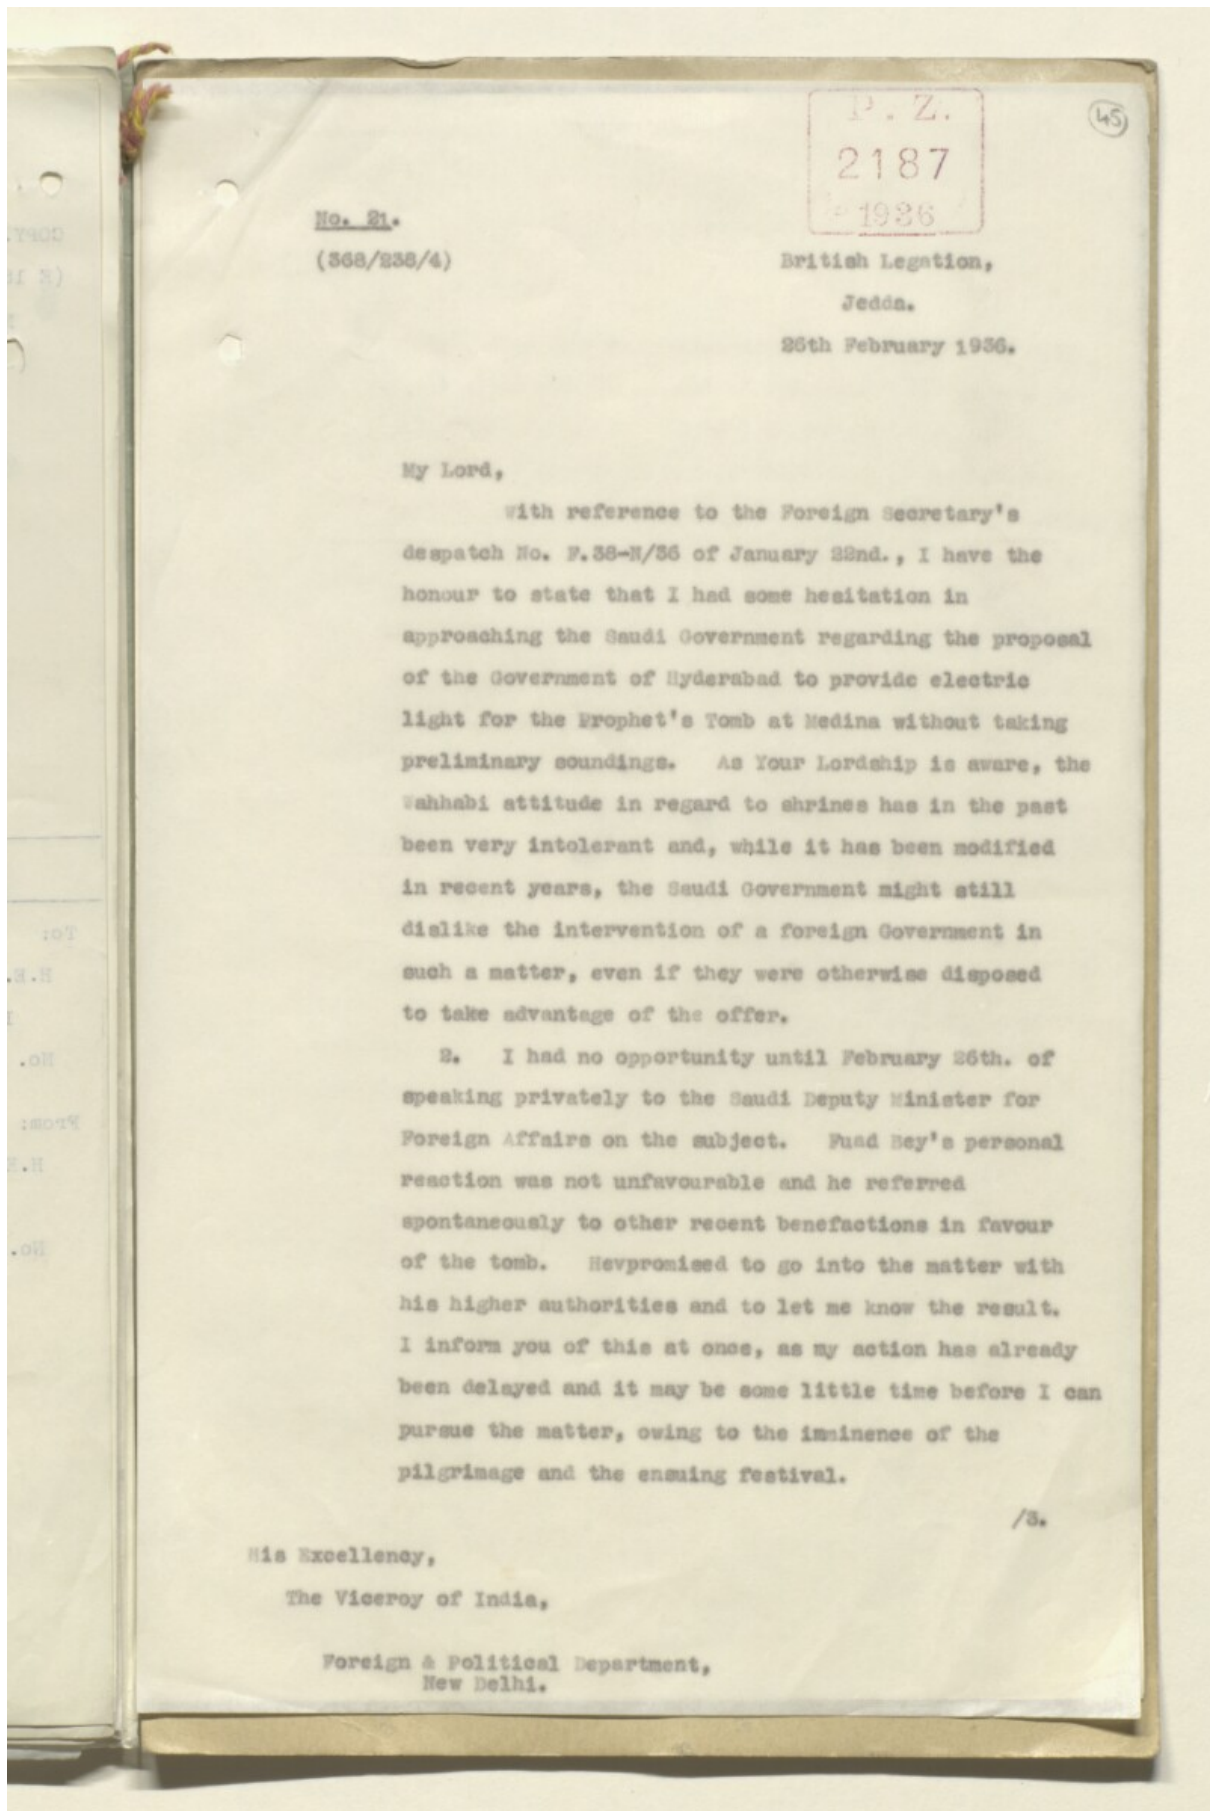 P. Z.
2187
1936
45
No. 21.
(368/238/4)
British Legation,
Jedda.
26th February 1936.
My Lord,
With reference to the Foreign Secretary's
despatch No. F.38-N/36 of January 22nd., I have the
honour to state that I had some hesitation in
approaching the Saudi Government regarding the proposal
of the Government of Hyderabad to provide electric
light for the Prophet's Tomb at Medina without taking
preliminary soundings. As Your Lordship is aware, the
Wahhabi attitude in regard to shrines has in the past
been very intolerant and, while it has been modified
in recent years, the Saudi Government might still
dislike the intervention of a foreign Government in
such a matter, even if they were otherwise disposed
to take advantage of the offer.
2. I had no opportunity until February 26th. of
speaking privately to the Saudi Deputy Minister for
Foreign Affairs on the subject. Fuad Bey's personal
reaction was not unfavourable and he referred
spontaneously to other recent benefactions in favour
of the tomb. Hevpromised to go into the matter with
his higher authorities and to let me know the result.
I inform you of this at once, as my action has already
been delayed and it may be some little time before I can
pursue the matter, owing to the imminence of the
pilgrimage and the ensuing festival.
/3.
His Excellency,
The Viceroy of India,
Foreign & Political Department,
New Delhi.